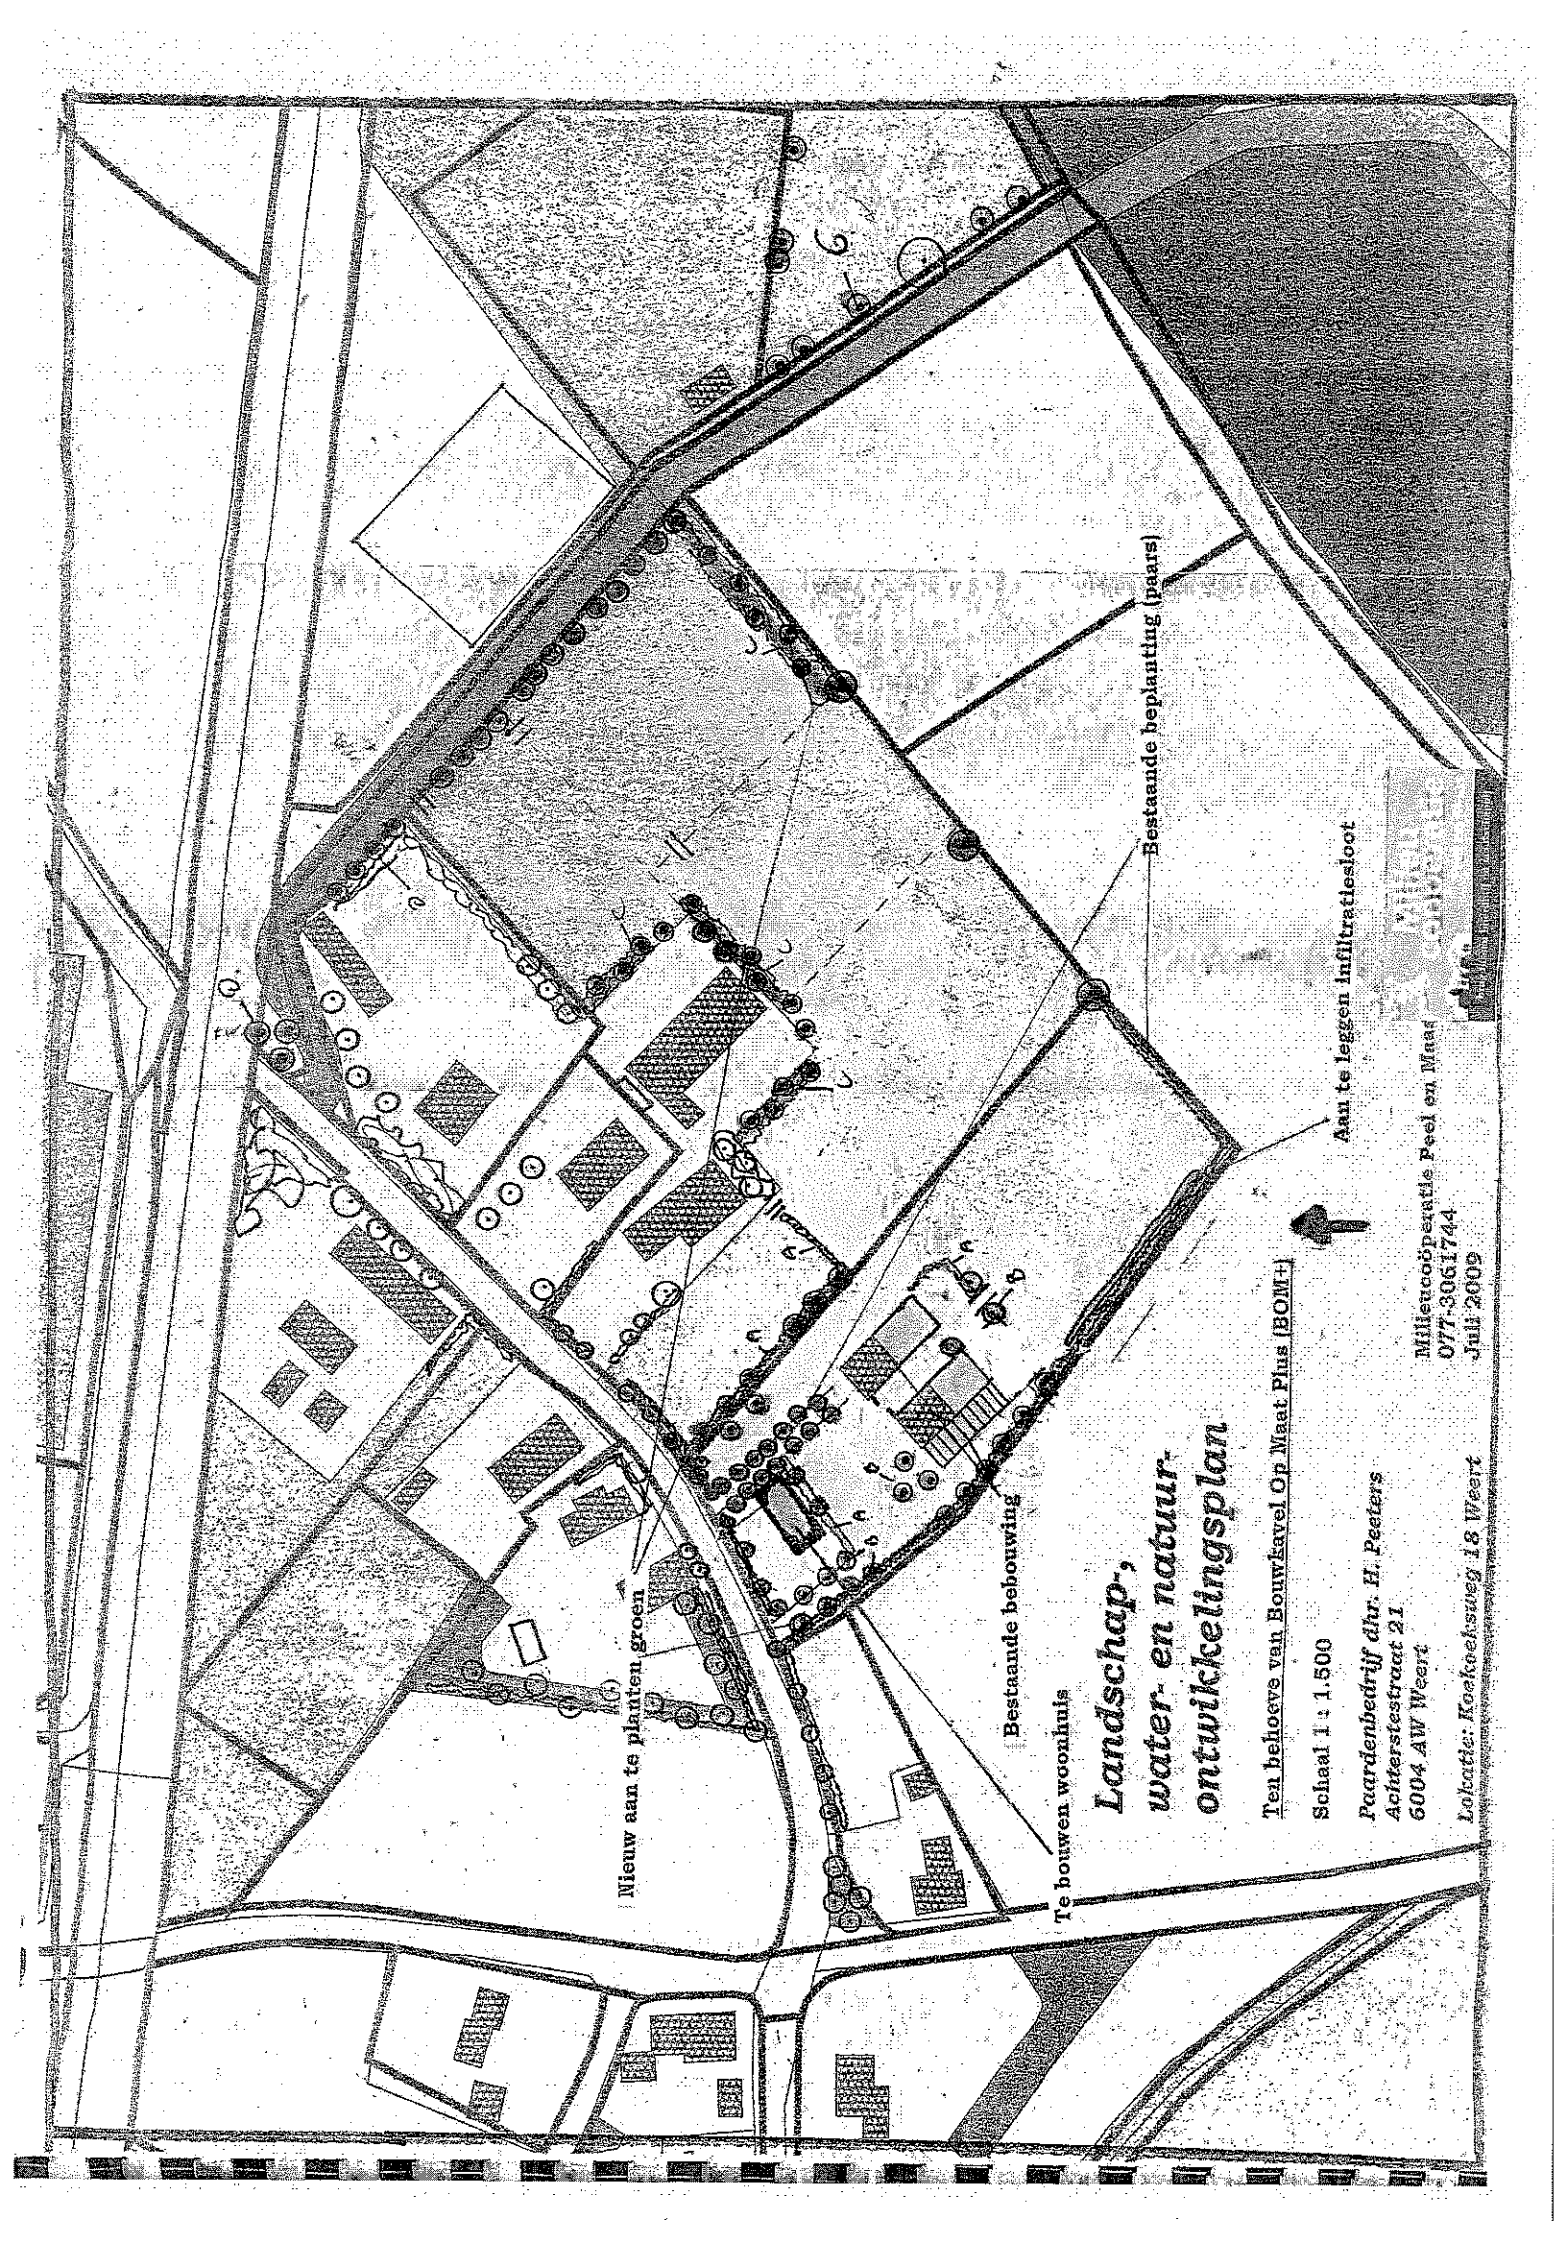 Landschap-,
water- en natuur-
ontwikkelingsplan
Ten behoeve van Bouwkavel Op Maat Plus (BOM+)
Schaal 1 : 1.500
Paardenbedrijf dhr. H. Peeters
Achterstestraat 21
6004 AW Weert
Lokatie: Koekoeksweg 18 Weert
Milieucoöperatie Peel en Maas
077-3061744
Juli 2009
Nieuw aan te planten groen
Te bouwen woonhuis
Bestaande bebouwing
Bestaande beplanting (paars)
Aan te leggen infiltratiesloot